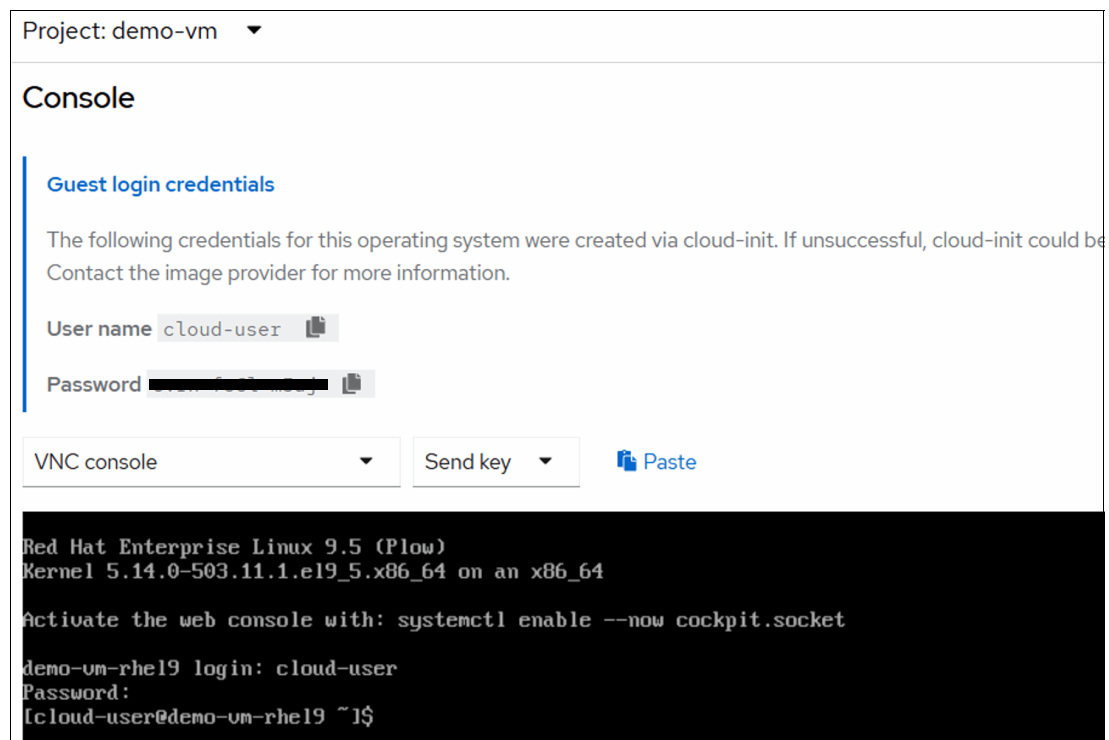 Project: demo-vm
Console
Guest login credentials
The following credentials for this operating system were created via cloud-init. If unsuccessful, cloud-init could be
Contact the image provider for more information.
User name cloud-user
Password
VNC console Send key Paste
Red Hat Enterprise Linux 9.5 (Plow)
Kernel 5.14.0-503.11.1.el9_5.x86_64 on an x86_64
Activate the web console with: systemctl enable --now cockpit.socket
demo-vm-rhel9 login: cloud-user
Password:
[cloud-user@demo-vm-rhel9 ~]$